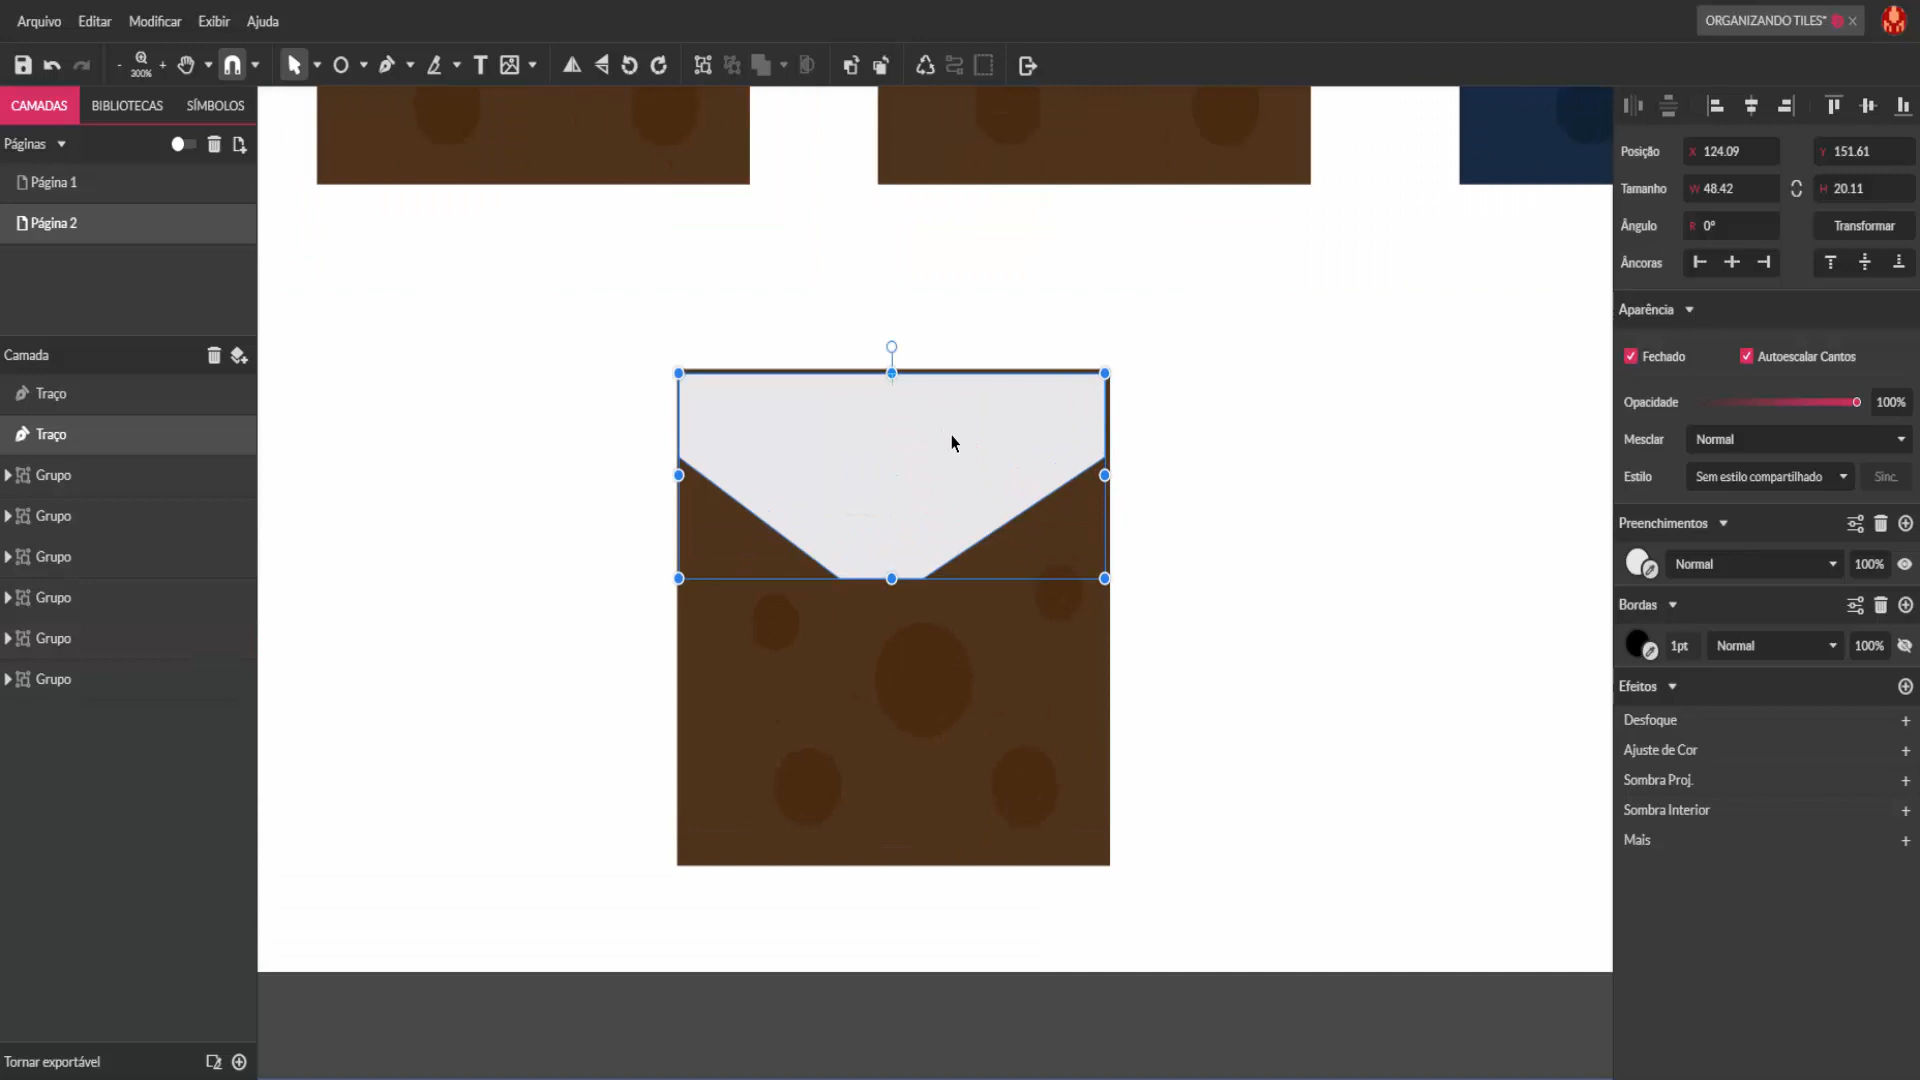 Arquivo Editar Modificar Exibir Ajuda
ORGANIZANDO TILES*
- 300% + T
CAMADAS BIBLIOTECAS SÍMBOLOS
Páginas
Página 1
Página 2
Camada
Traço
Traço
Grupo
Grupo
Grupo
Grupo
Grupo
Grupo
Tornar exportável
Posição X 124.09 Y 151.61
Tamanho W 48.42 H 20.11
Ângulo R 0° Transformar
Âncoras
Aparência
Fechado Autoescalar Cantos
Opacidade 100%
Mesclar Normal
Estilo Sem estilo compartilhado Sinc.
Preenchimentos
Normal 100%
Bordas
1pt Normal 100%
Efeitos
Desfoque +
Ajuste de Cor +
Sombra Proj. +
Sombra Interior +
Mais +